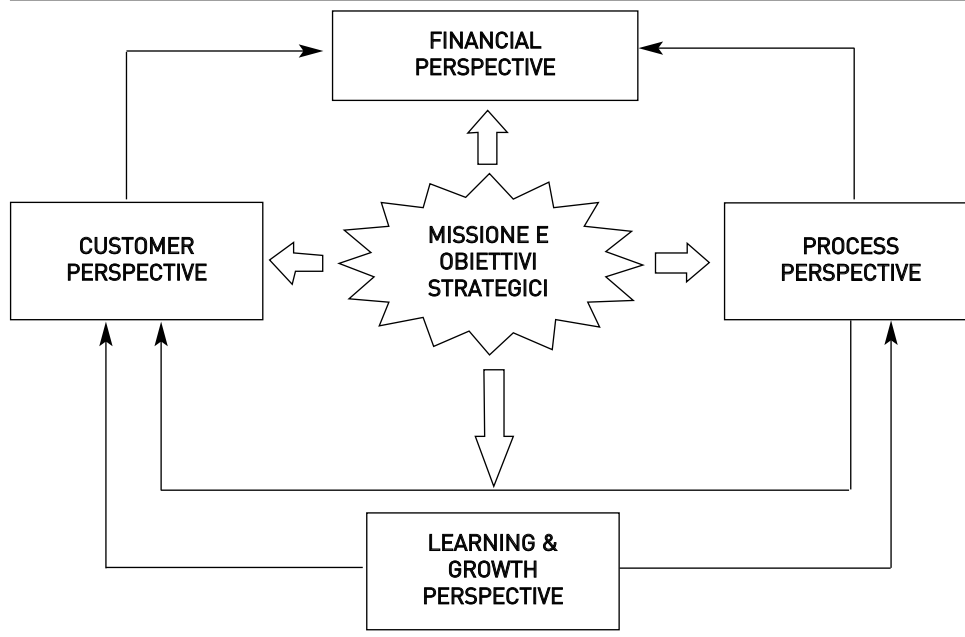 FINANCIAL
PERSPECTIVE
CUSTOMER
PERSPECTIVE
MISSIONE E
OBIETTIVI
STRATEGICI
PROCESS
PERSPECTIVE
LEARNING &
GROWTH
PERSPECTIVE